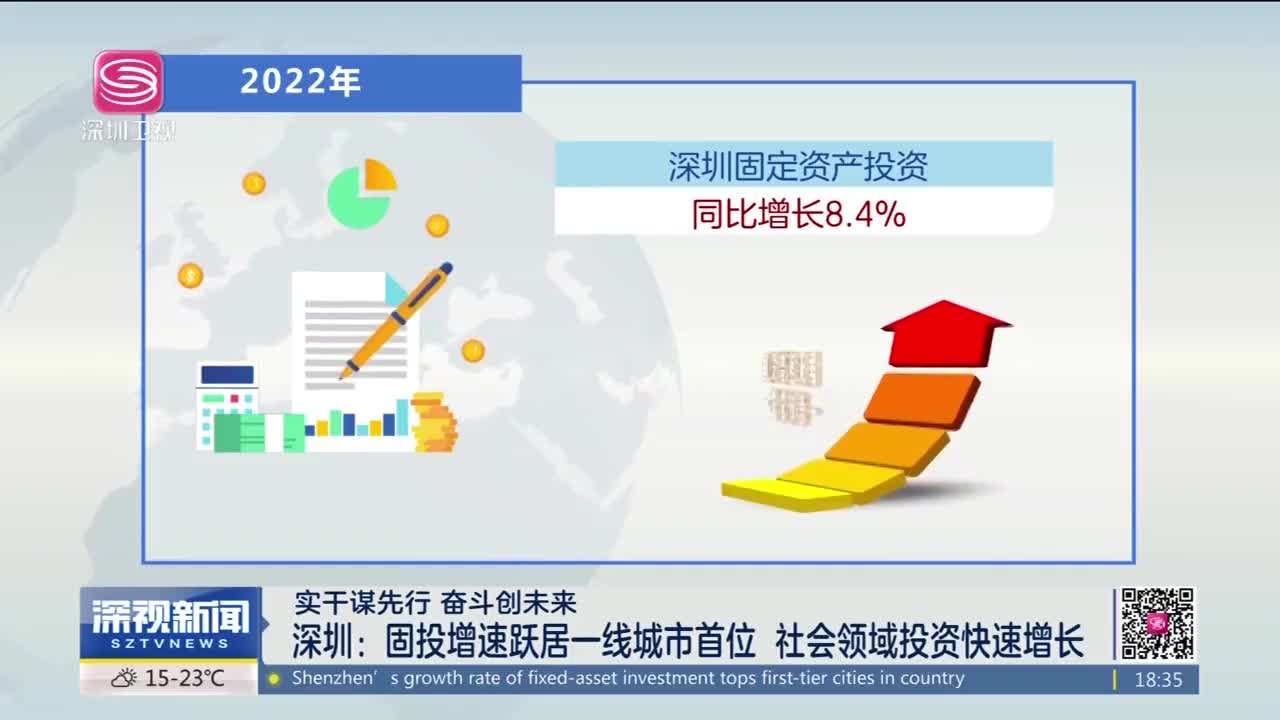 2022年
深圳卫视
深圳固定资产投资
同比增长8.4%
深视新闻
SZTVNEWS
实干谋先行 奋斗创未来
深圳：固投增速跃居一线城市首位 社会领域投资快速增长
15-23℃
Shenzhen's growth rate of fixed-asset investment tops first-tier cities in country
18:35